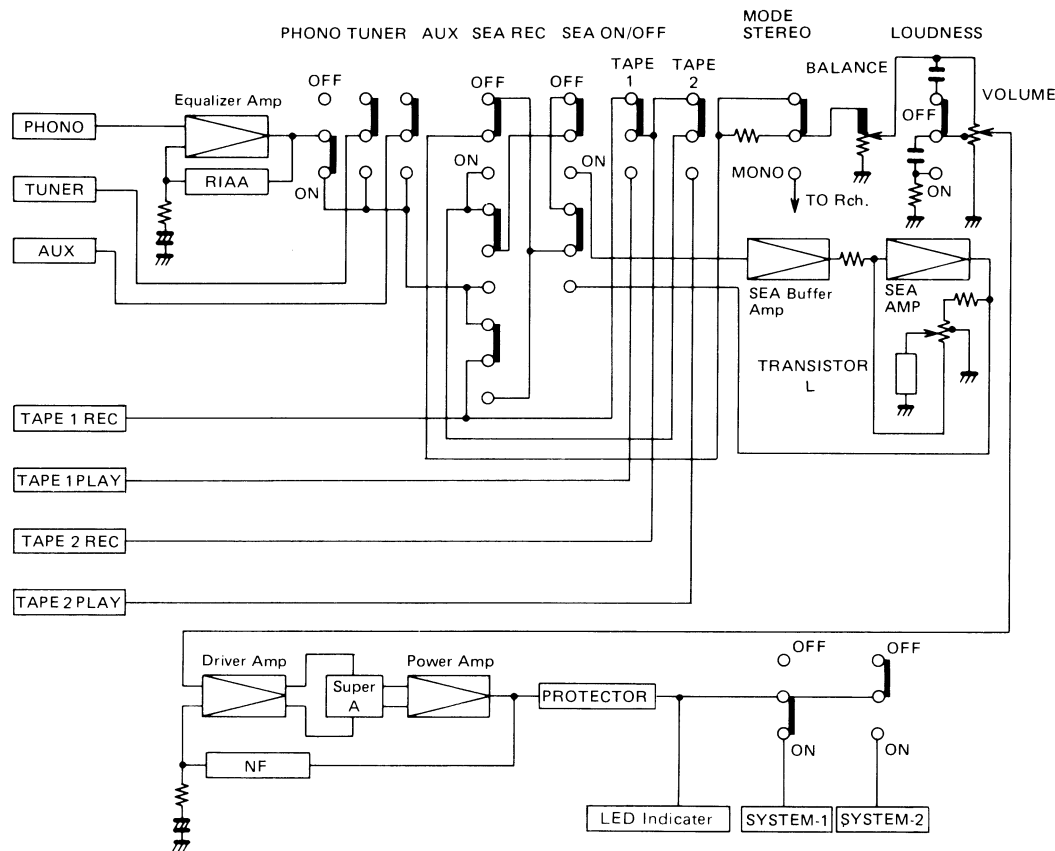 PHONO TUNER AUX SEA REC SEA ON/OFF
MODE
STEREO
LOUDNESS
TAPE
1
TAPE
2
BALANCE
VOLUME
OFF
OFF
OFF
OFF
Equalizer Amp
PHONO
RIAA
ON
ON
ON
MONO
TO Rch.
ON
TUNER
AUX
SEA Buffer
Amp
SEA
AMP
TRANSISTOR
L
TAPE 1 REC
TAPE 1 PLAY
TAPE 2 REC
TAPE 2 PLAY
Driver Amp
Super
A
Power Amp
PROTECTOR
OFF
OFF
NF
ON
ON
LED Indicater
SYSTEM-1
SYSTEM-2